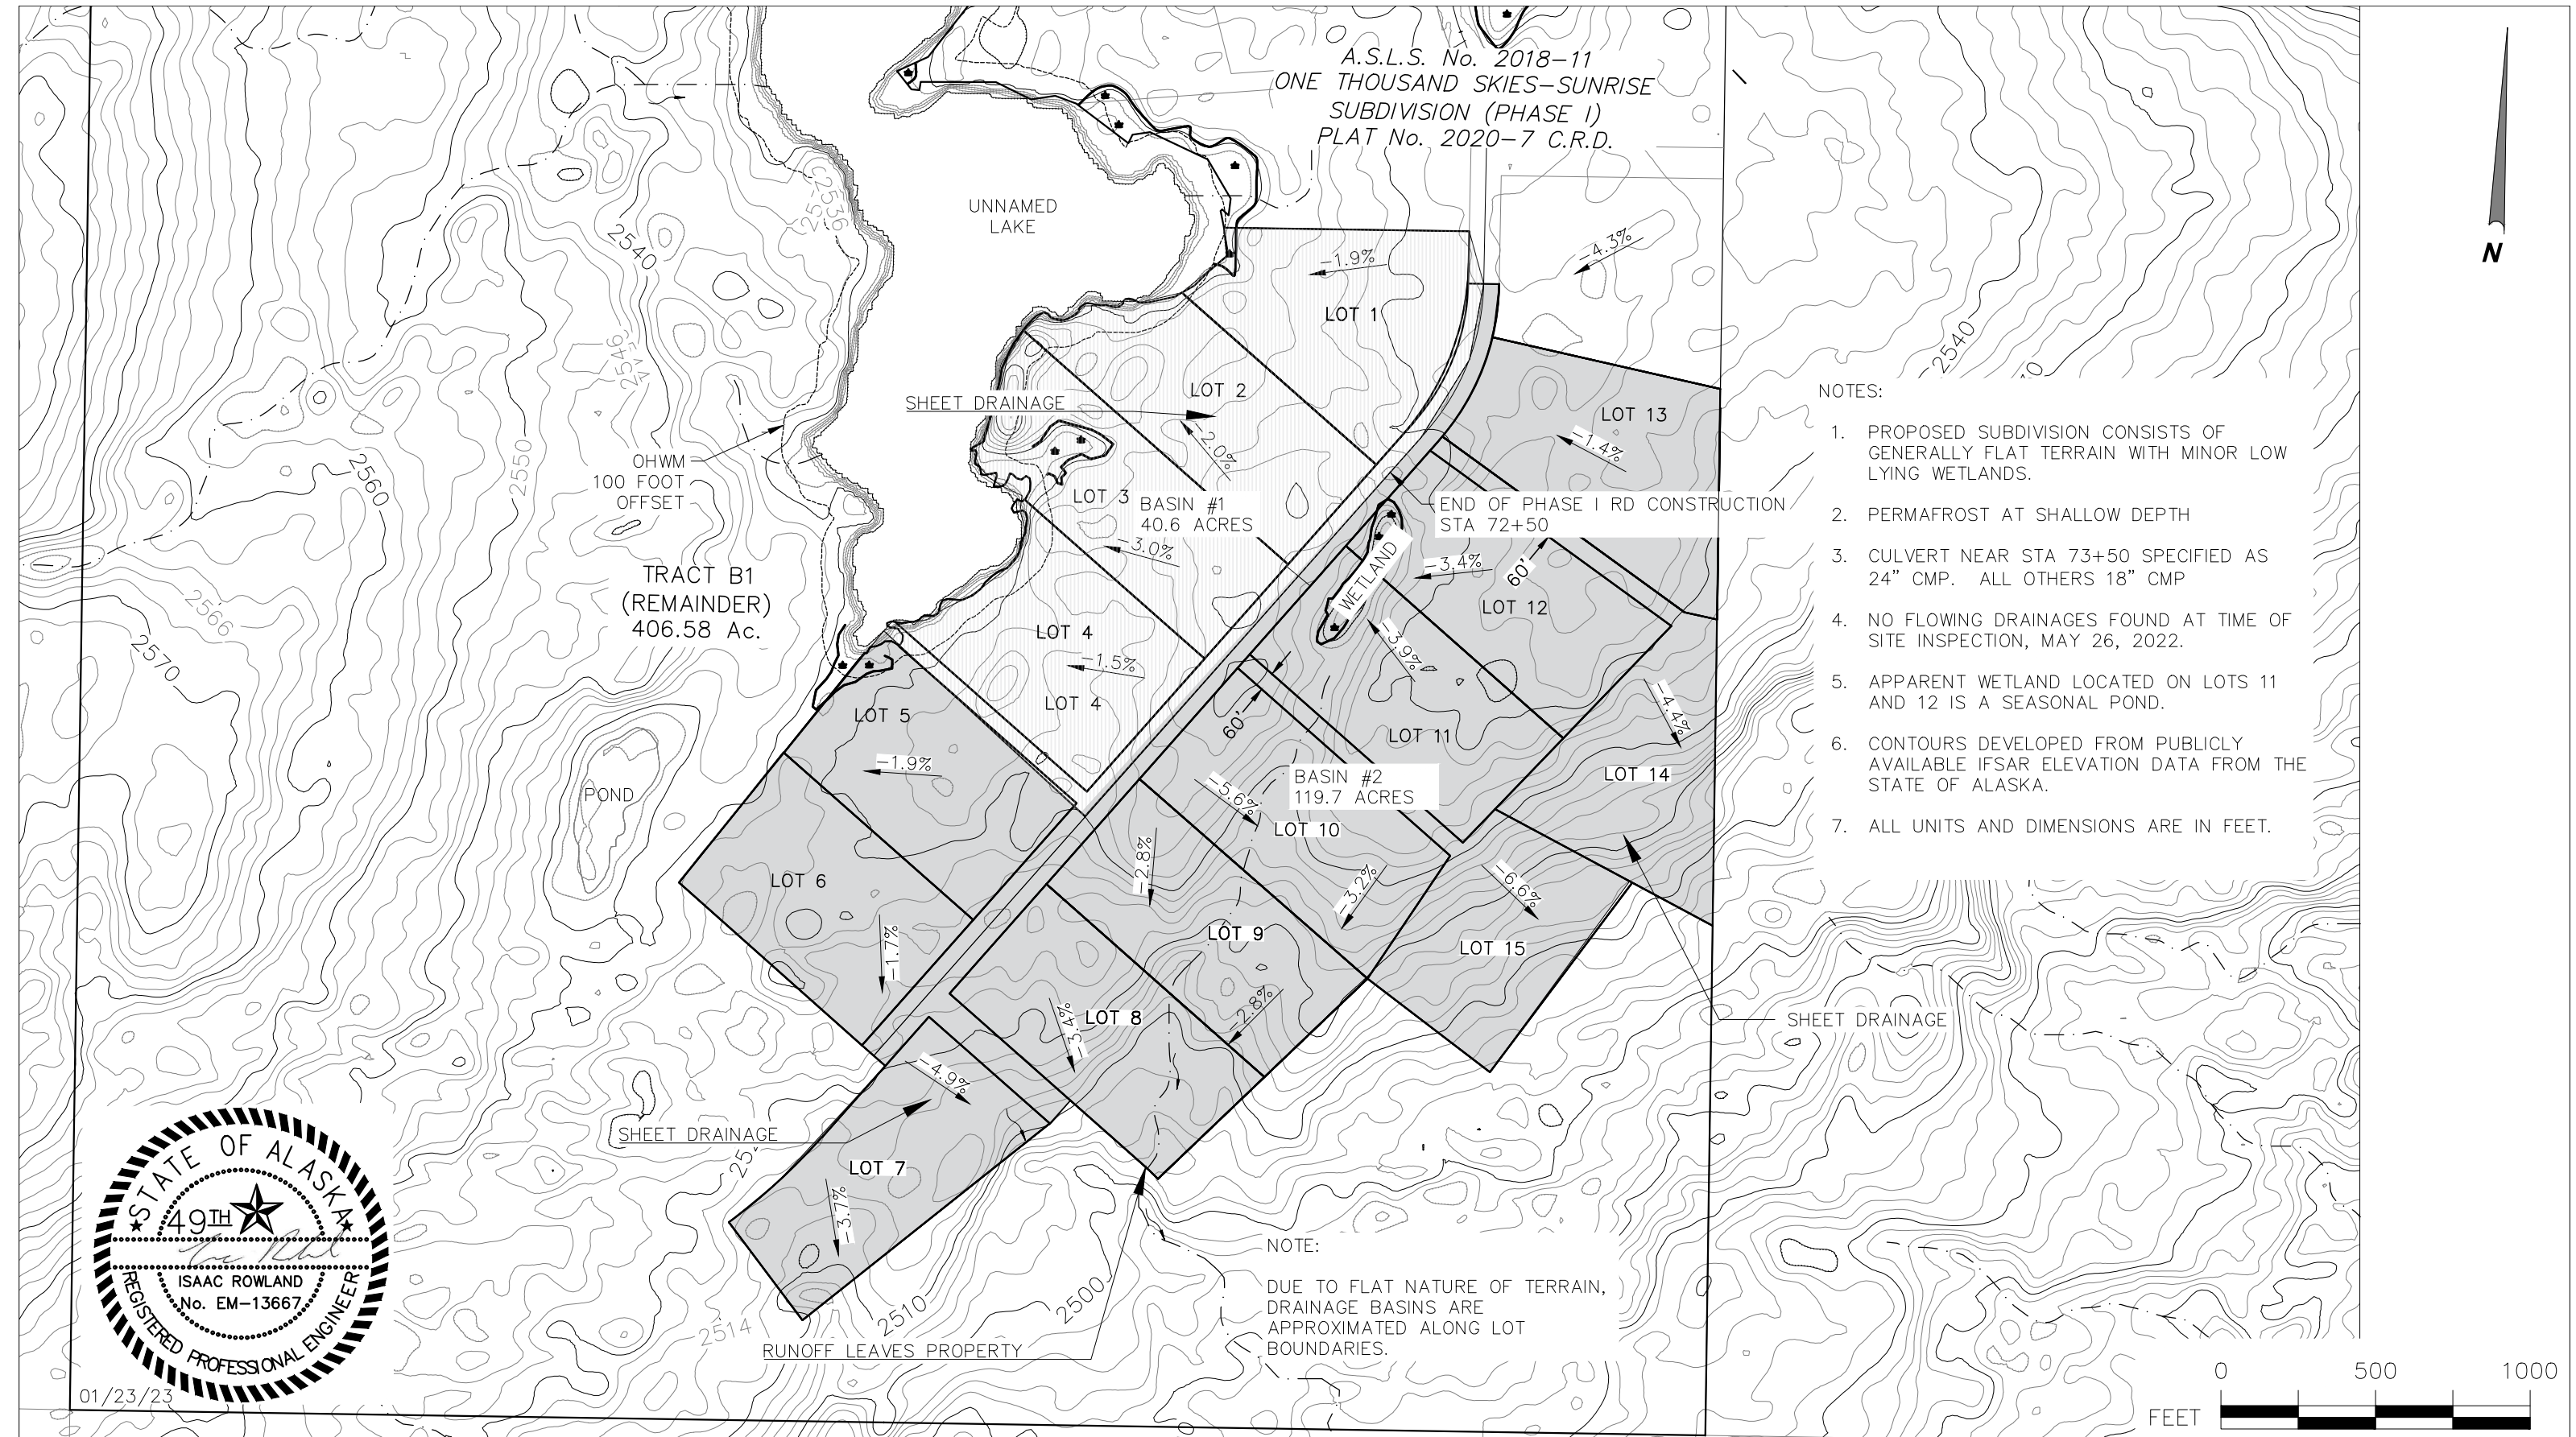 A.S.L.S. No. 2018-11
ONE THOUSAND SKIES-SUNRISE
SUBDIVISION (PHASE I)
PLAT No. 2020-7 C.R.D.
N
UNNAMED
LAKE
2536
2540
-4.3%
-1.9%
LOT 1
2540
LOT 2
SHEET DRAINAGE
-2.0%
LOT 13
-1.4%
OHWM
100 FOOT
OFFSET
2550
2560
LOT 3
BASIN #1
40.6 ACRES
-3.0%
END OF PHASE I RD CONSTRUCTION
STA 72+50
WETLAND
-3.4%
60'
LOT 12
TRACT B1
(REMAINDER)
406.58 Ac.
2566
2570
LOT 4
-1.5%
LOT 4
-3.9%
-4.4%
60'
LOT 5
-1.9%
LOT 11
BASIN #2
119.7 ACRES
LOT 14
POND
-5.6%
LOT 10
-2.8%
-3.2%
-6.6%
LOT 6
-1.7%
LOT 9
LOT 15
-2.8%
LOT 8
-3.4%
SHEET DRAINAGE
-4.9%
SHEET DRAINAGE
LOT 7
-3.7%
2514
2510
2500
RUNOFF LEAVES PROPERTY
NOTES:
1. PROPOSED SUBDIVISION CONSISTS OF
GENERALLY FLAT TERRAIN WITH MINOR LOW
LYING WETLANDS.
2. PERMAFROST AT SHALLOW DEPTH
3. CULVERT NEAR STA 73+50 SPECIFIED AS
24" CMP. ALL OTHERS 18" CMP
4. NO FLOWING DRAINAGES FOUND AT TIME OF
SITE INSPECTION, MAY 26, 2022.
5. APPARENT WETLAND LOCATED ON LOTS 11
AND 12 IS A SEASONAL POND.
6. CONTOURS DEVELOPED FROM PUBLICLY
AVAILABLE IFSAR ELEVATION DATA FROM THE
STATE OF ALASKA.
7. ALL UNITS AND DIMENSIONS ARE IN FEET.
NOTE:
DUE TO FLAT NATURE OF TERRAIN,
DRAINAGE BASINS ARE
APPROXIMATED ALONG LOT
BOUNDARIES.
STATE OF ALASKA
49TH
ISAAC ROWLAND
No. EM-13667
REGISTERED PROFESSIONAL ENGINEER
01/23/23
0 500 1000
FEET